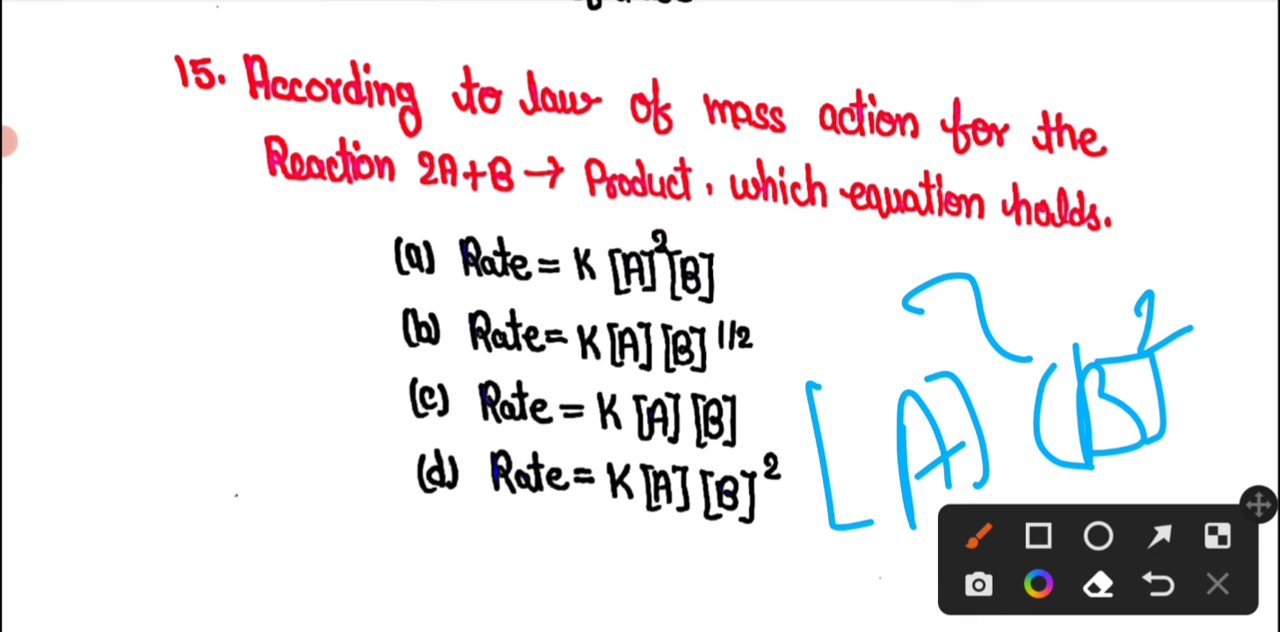 15. According to law of mass action for the
Reaction 2A+B → Product, which equation holds.
(a) Rate = K [A]²[B]
(b) Rate= K [A] [B] 1/2
(c) Rate = K [A] [B]
(d) Rate = K [A] [B]²
[A] (B]²